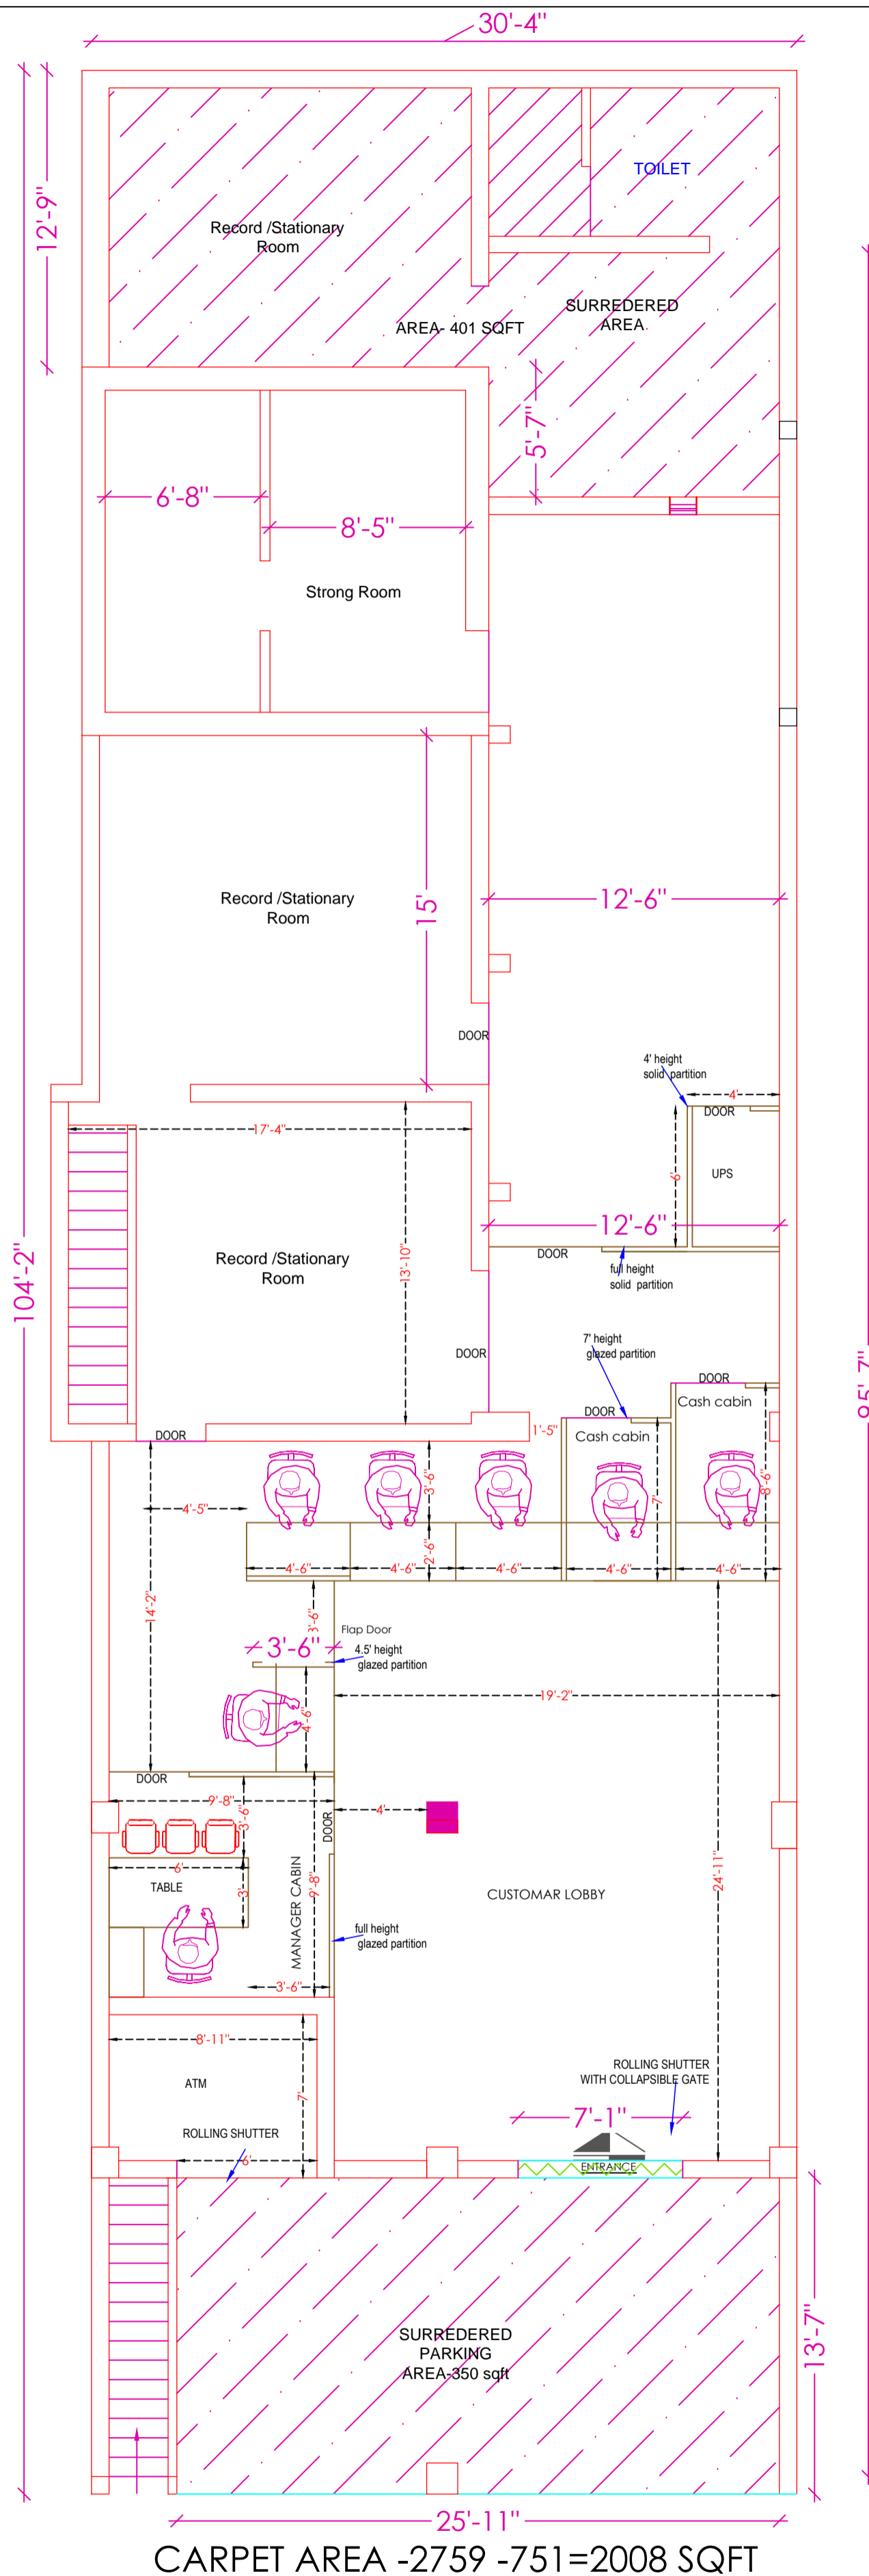 30'-4"
12'-9"
TOILET
Record /Stationary
Room
SURREDERED
AREA
AREA- 401 SQFT
5'-7"
6'-8"
8'-5"
Strong Room
Record /Stationary
Room
15'
12'-6"
DOOR
4' height
solid partition
4'
DOOR
17'-4"
UPS
6'
12'-6"
104'-2"
Record /Stationary
Room
13'-10"
DOOR
full height
solid partition
7' height
glazed partition
DOOR
85'-7"
DOOR
Cash cabin
DOOR
Cash cabin
1'-5"
DOOR
3'-6"
7'
8'-6"
4'-5"
2'-6"
4'-6"
4'-6"
4'-6"
4'-6"
4'-6"
14'-2"
3'-6"
Flap Door
3'-6"
4.5' height
glazed partition
19'-2"
4'-6"
DOOR
9'-8"
3'-6"
DOOR
4'
6'
TABLE
3'
MANAGER CABIN
9'-8"
CUSTOMAR LOBBY
24'-11"
full height
glazed partition
3'-6"
8'-11"
ATM
7'
ROLLING SHUTTER
WITH COLLAPSIBLE GATE
7'-1"
ROLLING SHUTTER
6'
ENTRANCE
SURREDERED
PARKING
AREA-350 sqft
13'-7"
25'-11"
CARPET AREA -2759 -751=2008 SQFT